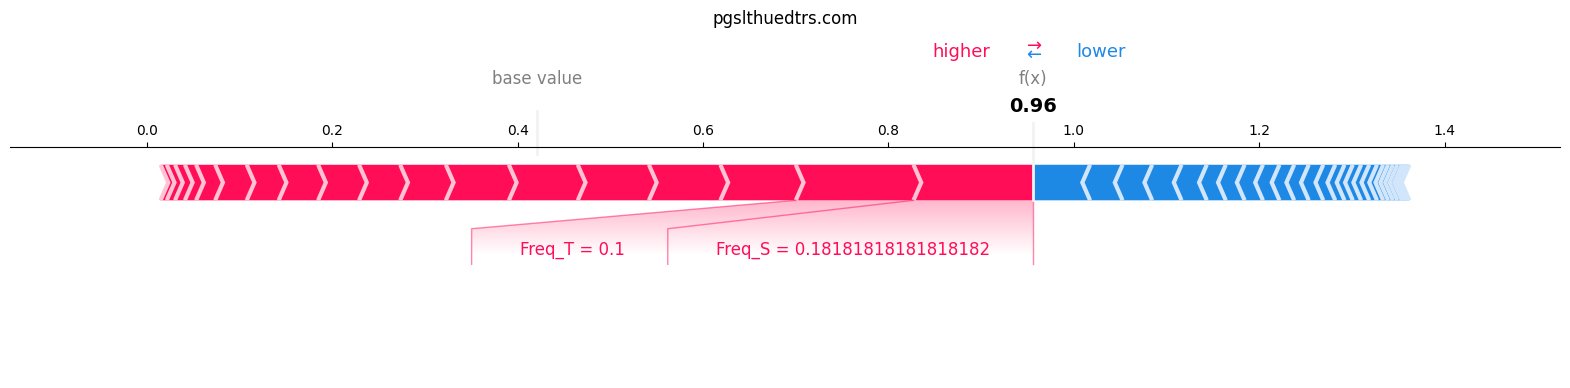 pgslthuedtrs.com
higher ⇄ lower
base value f(x)
0.96
0.0 0.2 0.4 0.6 0.8 1.0 1.2 1.4
Freq_T = 0.1 Freq_S = 0.18181818181818182